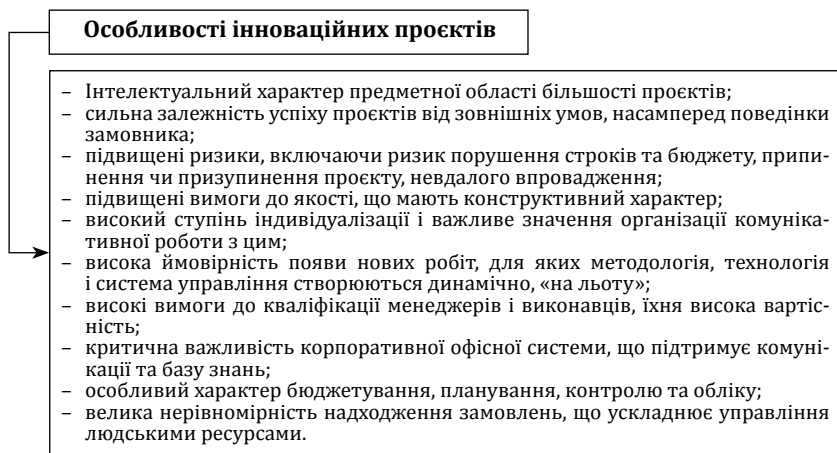 Особливості інноваційних проєктів
– Інтелектуальний характер предметної області більшості проєктів;
– сильна залежність успіху проєктів від зовнішніх умов, насамперед поведінки
замовника;
– підвищені ризики, включаючи ризик порушення строків та бюджету, припи-
нення чи призупинення проєкту, невдалого впровадження;
– підвищені вимоги до якості, що мають конструктивний характер;
– високий ступінь індивідуалізації і важливе значення організації комуніка-
тивної роботи з цим;
– висока ймовірність появи нових робіт, для яких методологія, технологія
і система управління створюються динамічно, «на льоту»;
– високі вимоги до кваліфікації менеджерів і виконавців, їхня висока вартіс-
ність;
– критична важливість корпоративної офісної системи, що підтримує комуні-
кації та базу знань;
– особливий характер бюджетування, планування, контролю та обліку;
– велика нерівномірність надходження замовлень, що ускладнює управління
людськими ресурсами.